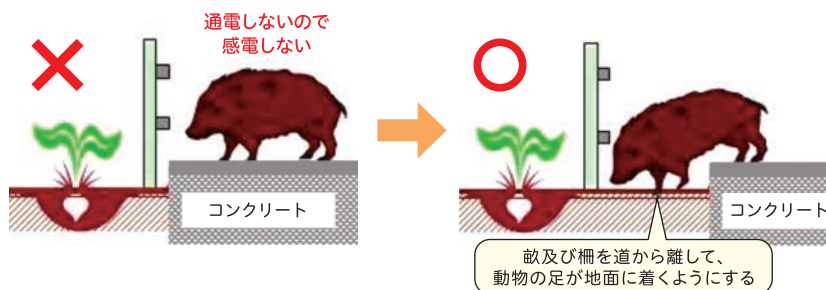 通電しないので
感電しない
コンクリート
コンクリート
畝及び柵を道から離して、
動物の足が地面に着くようにする